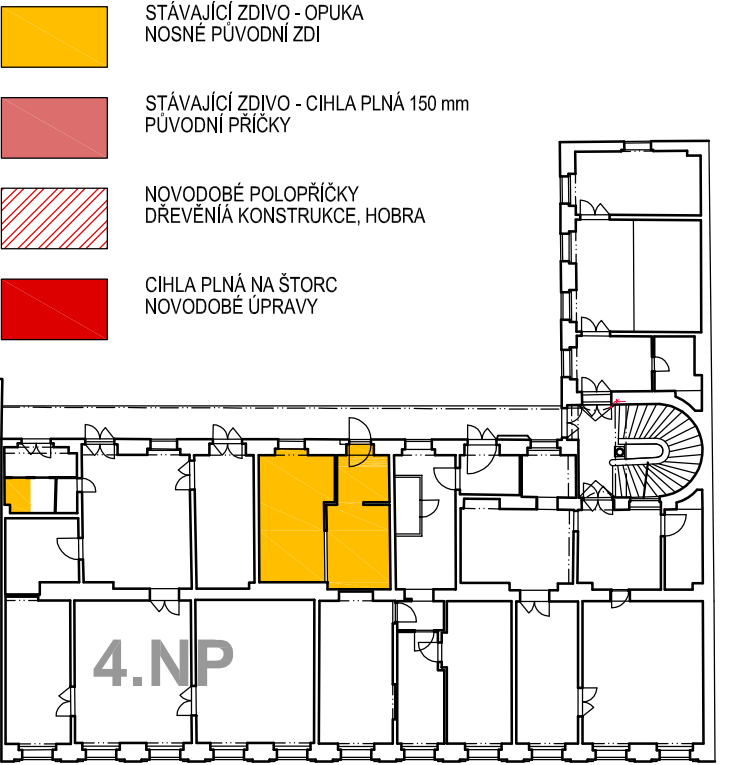 STÁVAJÍCÍ ZDIVO - OPUKA
NOSNÉ PŮVODNÍ ZDI
STÁVAJÍCÍ ZDIVO - CIHLA PLNÁ 150 mm
PŮVODNÍ PŘÍČKY
NOVODOBÉ POLOPŘÍČKY
DŘEVĚNÍÁ KONSTRUKCE, HOBRA
CIHLA PLNÁ NA ŠTORC
NOVODOBÉ ÚPRAVY
4.NP